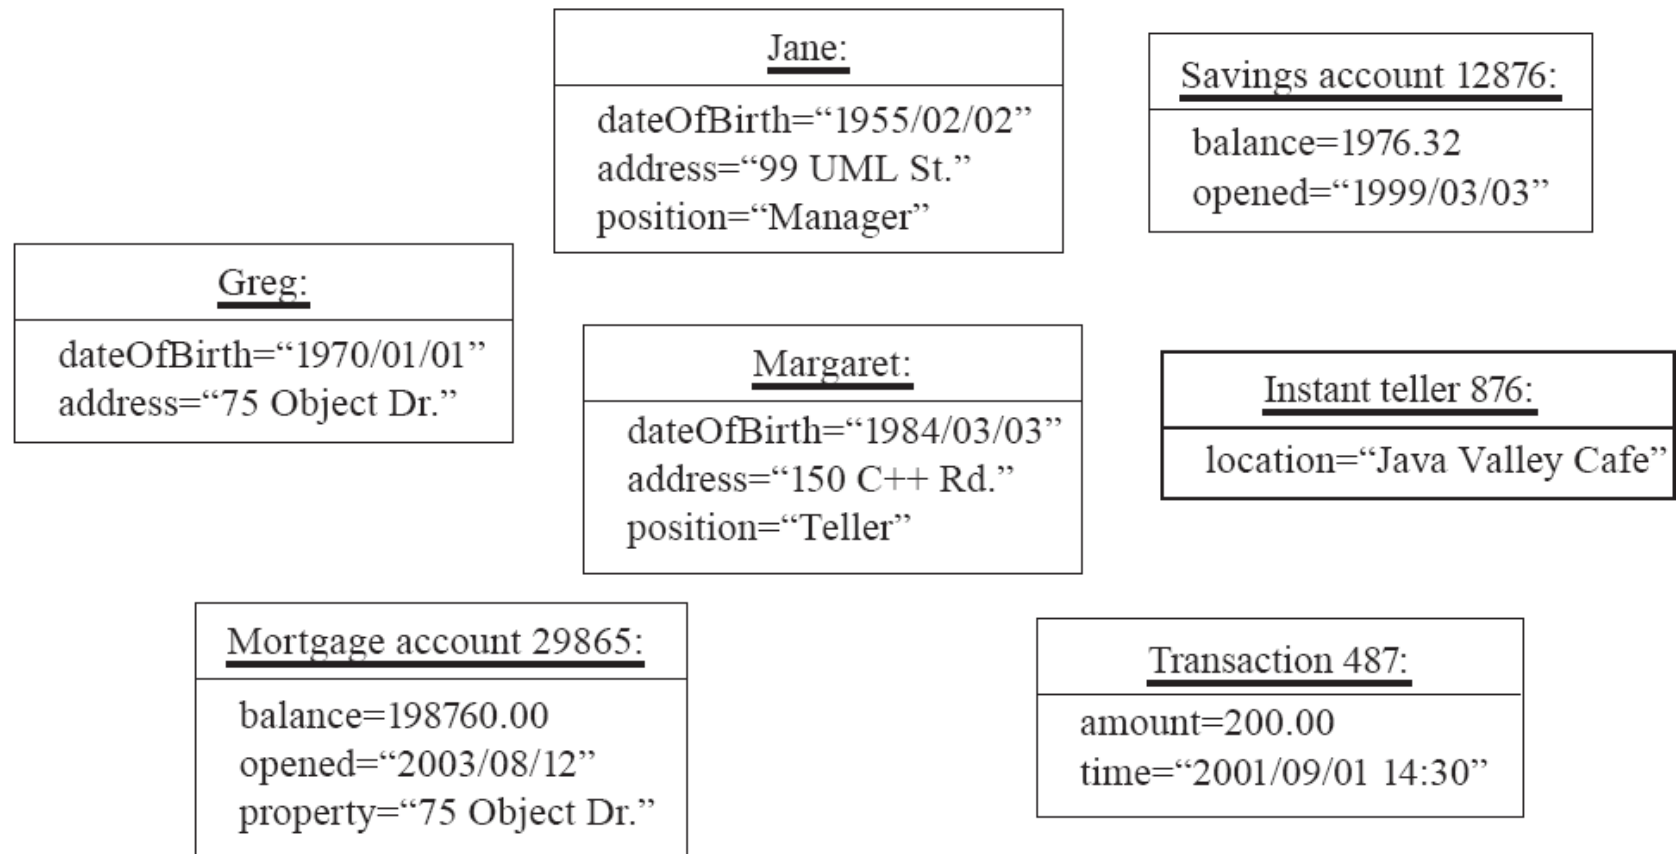 Jane:
dateOfBirth=“1955/02/02”
address=“99 UML St.”
position=“Manager”
Savings account 12876:
balance=1976.32
opened=“1999/03/03”
Greg:
dateOfBirth=“1970/01/01”
address=“75 Object Dr.”
Margaret:
dateOfBirth=“1984/03/03”
address=“150 C++ Rd.”
position=“Teller”
Instant teller 876:
location=“Java Valley Cafe”
Mortgage account 29865:
balance=198760.00
opened=“2003/08/12”
property=“75 Object Dr.”
Transaction 487:
amount=200.00
time=“2001/09/01 14:30”